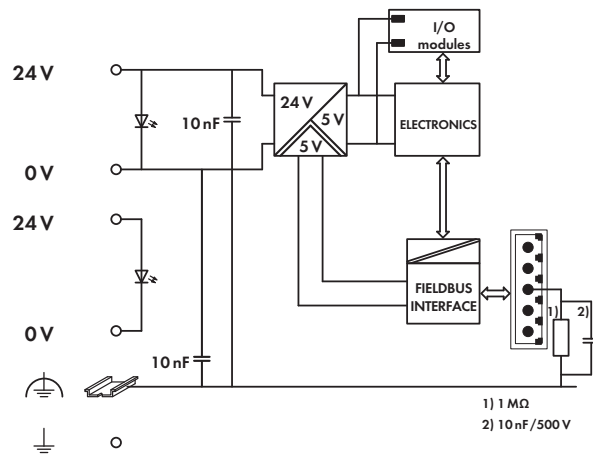 I/O
modules
24 V
10 nF
24 V
5 V
5 V
ELECTRONICS
0 V
24 V
FIELDBUS
INTERFACE
1)
2)
0 V
10 nF
1) 1 MΩ
2) 10 nF/500 V